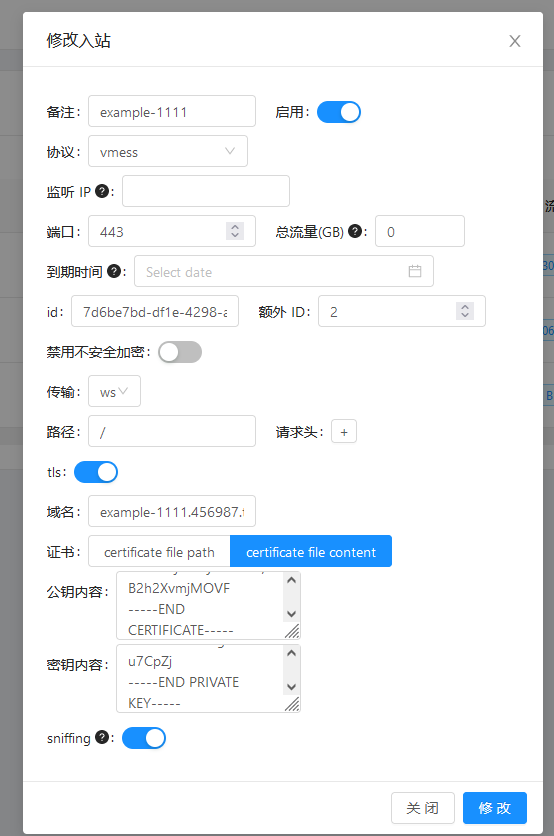 修改入站
备注: example-1111 启用:
协议: vmess
监听 IP ?:
端口: 443 总流量(GB) ?: 0
到期时间 ?: Select date
id: 7d6be7bd-df1e-4298-a 额外 ID: 2
禁用不安全加密:
传输: ws
路径: / 请求头: +
tls:
域名: example-1111.456987.
证书: certificate file path certificate file content
公钥内容:
B2h2XvmjMOVF
-----END
CERTIFICATE-----
密钥内容:
u7CpZj
-----END PRIVATE
KEY-----
sniffing ?:
关 闭 修 改
流
30
06
B